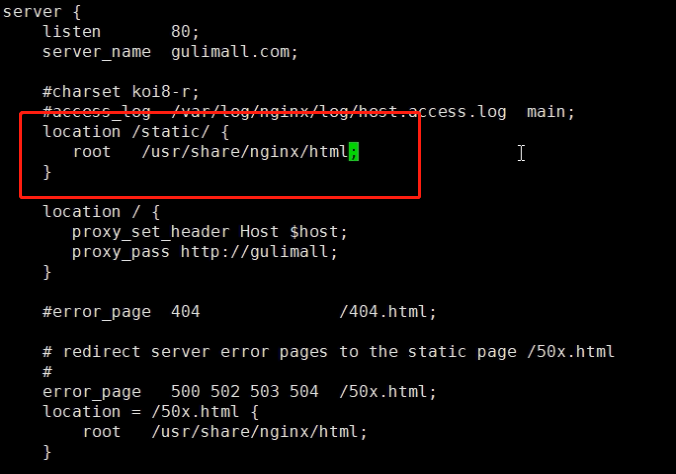 server {
    listen       80;
    server_name  gulimall.com;
    #charset koi8-r;
    #access_log  /var/log/nginx/log/host.access.log  main;
    location /static/ {
       root   /usr/share/nginx/html;
    }
    location / {
       proxy_set_header Host $host;
       proxy_pass http://gulimall;
    }
    #error_page  404              /404.html;
    # redirect server error pages to the static page /50x.html
    #
    error_page   500 502 503 504  /50x.html;
    location = /50x.html {
        root   /usr/share/nginx/html;
    }